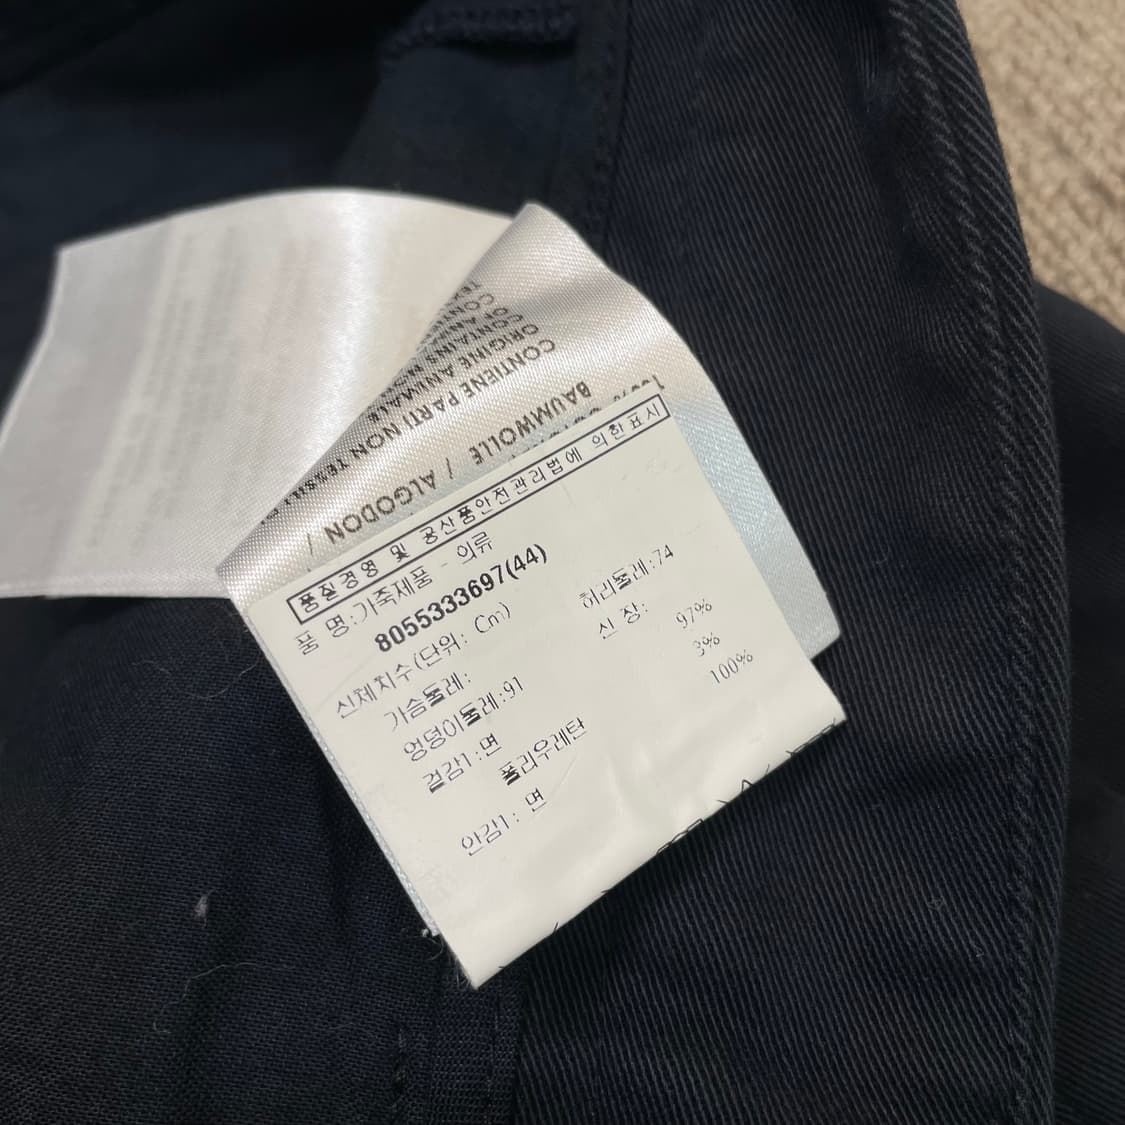 CONTIENE PARTI NON TESSILI
ORIGINE ANIMALE
CONTAINS NON
OF ANI
BAUMWOLLE / ALGODON /
품질경영 및 공산품안전관리법에 의한표시
품 명:가죽제품 - 의류
8055333697(44)
신체치수(단위: Cm)
가슴둘레: 허리둘레:74
엉덩이둘레:91 신 장:
겉감1:면 97%
폴리우레탄 3%
안감1: 면 100%